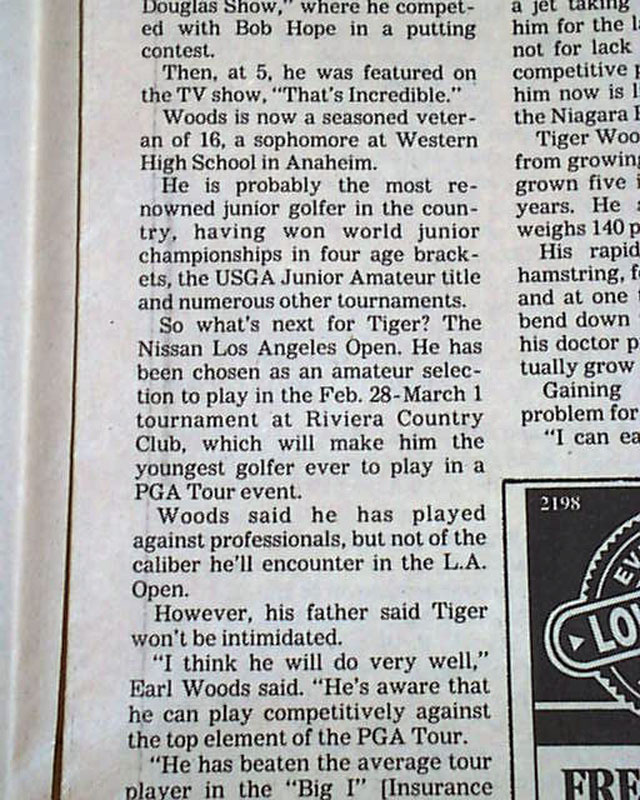 Douglas Show," where he compet-
ed with Bob Hope in a putting
contest.
Then, at 5, he was featured on
the TV show, "That's Incredible."
Woods is now a seasoned veter-
an of 16, a sophomore at Western
High School in Anaheim.
He is probably the most re-
nowned junior golfer in the coun-
try, having won world junior
championships in four age brack-
ets, the USGA Junior Amateur title
and numerous other tournaments.
So what's next for Tiger? The
Nissan Los Angeles Open. He has
been chosen as an amateur selec-
tion to play in the Feb. 28-March 1
tournament at Riviera Country
Club, which will make him the
youngest golfer ever to play in a
PGA Tour event.
Woods said he has played
against professionals, but not of the
caliber he'll encounter in the L.A.
Open.
However, his father said Tiger
won't be intimidated.
"I think he will do very well,"
Earl Woods said. "He's aware that
he can play competitively against
the top element of the PGA Tour.
"He has beaten the average tour
player in the "Big I" [Insurance
a jet taking
him for the
not for lack
competitive
him now is
the Niagara
Tiger
from growing
grown five
years. He
weighs 140
His rapid
hamstring,
and at one
bend down
his doctor
tually grow
Gaining
problem for
"I can
2198
FRE